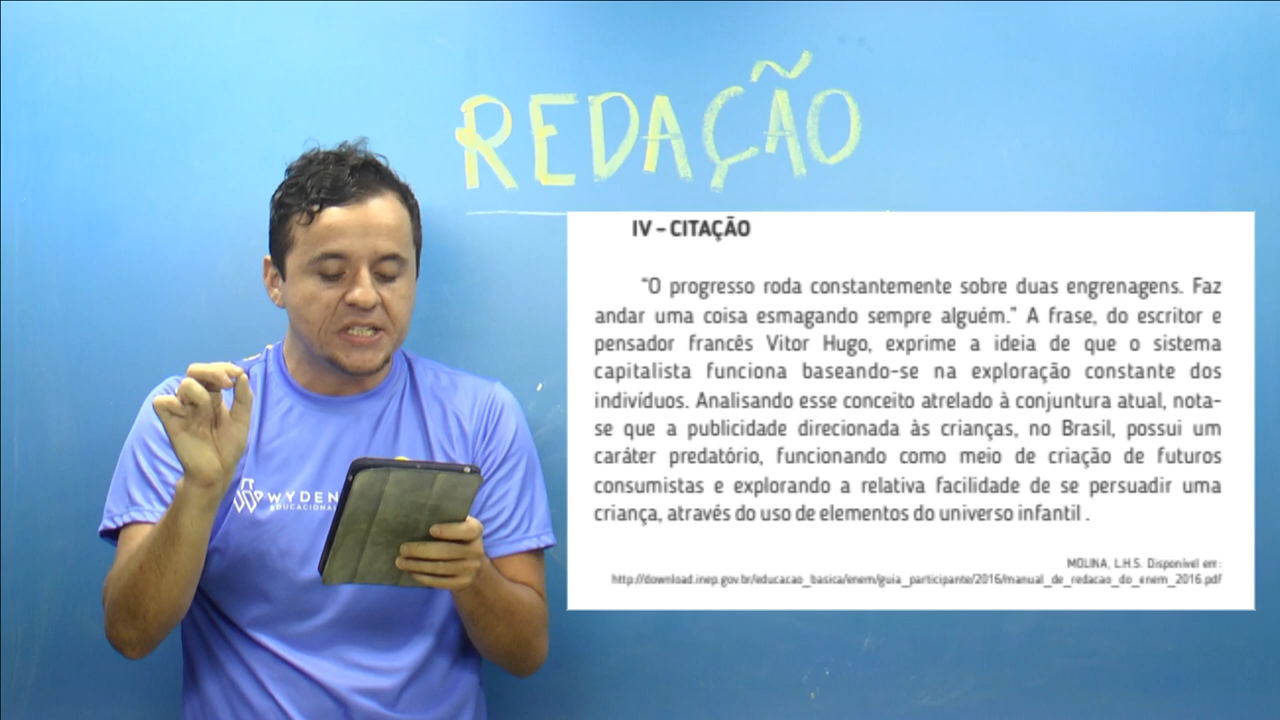 REDAÇÃO
IV – CITAÇÃO
“O progresso roda constantemente sobre duas engrenagens. Faz
andar uma coisa esmagando sempre alguém.” A frase, do escritor e
pensador francês Vitor Hugo, exprime a ideia de que o sistema
capitalista funciona baseando-se na exploração constante dos
indivíduos. Analisando esse conceito atrelado à conjuntura atual, nota-
se que a publicidade direcionada às crianças, no Brasil, possui um
caráter predatório, funcionando como meio de criação de futuros
consumistas e explorando a relativa facilidade de se persuadir uma
criança, através do uso de elementos do universo infantil .
MOLINA, L.H.S. Disponível em:
http://download.inep.gov.br/educacao_basica/enem/guia_participante/2016/manual_de_redacao_do_enem_2016.pdf
WYDEN
EDUCACIONAL